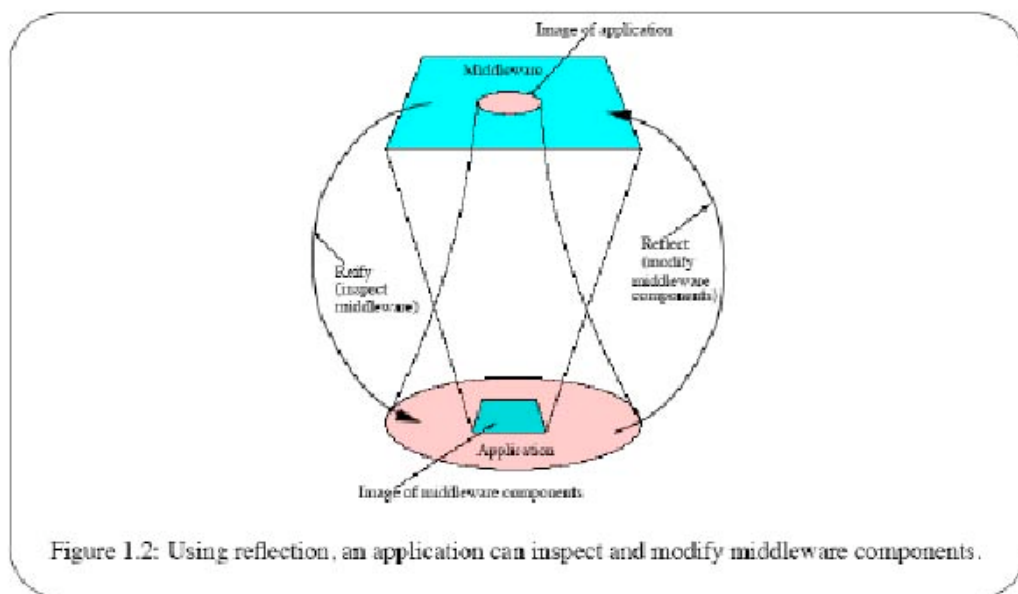 Image of application
Middleware
Reify
(inspect
middleware)
Reflect
(modify
middleware
components)
Application
Image of middleware components
Figure 1.2: Using reflection, an application can inspect and modify middleware components.